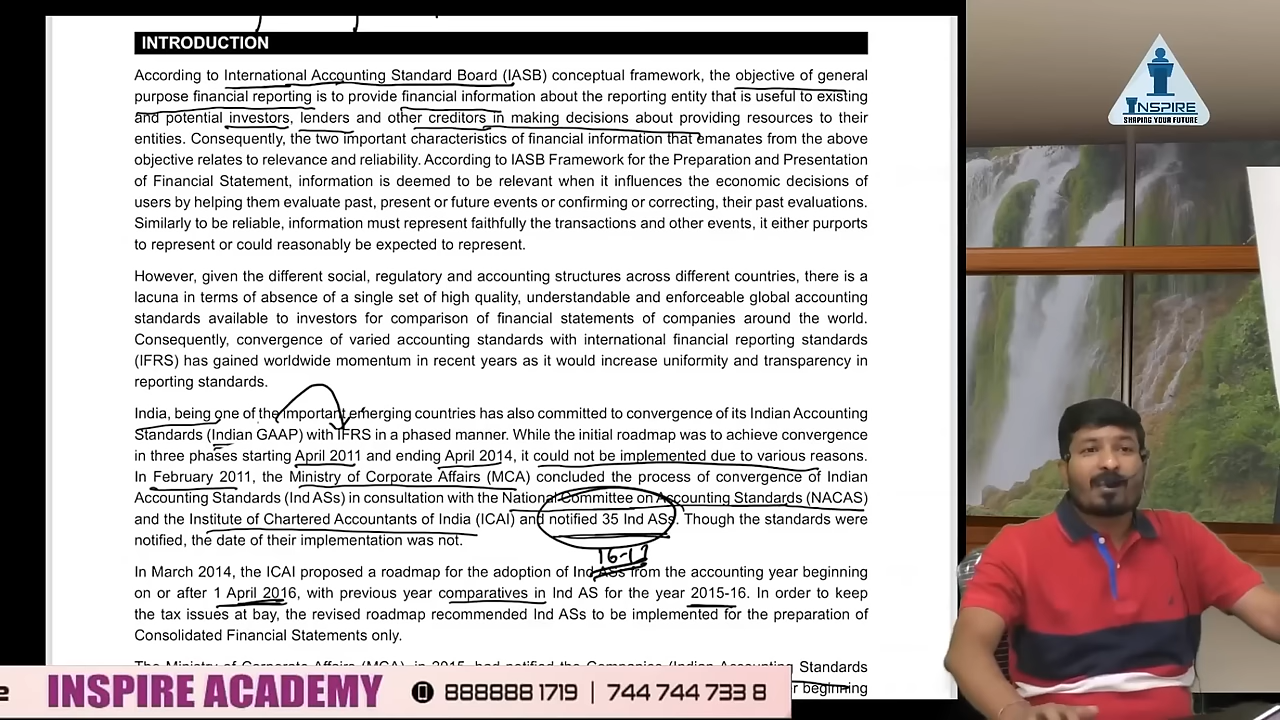 INTRODUCTION
According to International Accounting Standard Board (IASB) conceptual framework, the objective of general
purpose financial reporting is to provide financial information about the reporting entity that is useful to existing
and potential investors, lenders and other creditors in making decisions about providing resources to their
entities. Consequently, the two important characteristics of financial information that emanates from the above
objective relates to relevance and reliability. According to IASB Framework for the Preparation and Presentation
of Financial Statement, information is deemed to be relevant when it influences the economic decisions of
users by helping them evaluate past, present or future events or confirming or correcting, their past evaluations.
Similarly to be reliable, information must represent faithfully the transactions and other events, it either purports
to represent or could reasonably be expected to represent.
However, given the different social, regulatory and accounting structures across different countries, there is a
lacuna in terms of absence of a single set of high quality, understandable and enforceable global accounting
standards available to investors for comparison of financial statements of companies around the world.
Consequently, convergence of varied accounting standards with international financial reporting standards
(IFRS) has gained worldwide momentum in recent years as it would increase uniformity and transparency in
reporting standards.
India, being one of the important emerging countries has also committed to convergence of its Indian Accounting
Standards (Indian GAAP) with IFRS in a phased manner. While the initial roadmap was to achieve convergence
in three phases starting April 2011 and ending April 2014, it could not be implemented due to various reasons.
In February 2011, the Ministry of Corporate Affairs (MCA) concluded the process of convergence of Indian
Accounting Standards (Ind ASs) in consultation with the National Committee on Accounting Standards (NACAS)
and the Institute of Chartered Accountants of India (ICAI) and notified 35 Ind ASs. Though the standards were
notified, the date of their implementation was not.
16-17
In March 2014, the ICAI proposed a roadmap for the adoption of Ind ASs from the accounting year beginning
on or after 1 April 2016, with previous year comparatives in Ind AS for the year 2015-16. In order to keep
the tax issues at bay, the revised roadmap recommended Ind ASs to be implemented for the preparation of
Consolidated Financial Statements only.
The Ministry of Corporate Affairs (MCA), in 2015, had notified the Companies (Indian Accounting Standards
beginning
INSPIRE
SHAPING YOUR FUTURE
INSPIRE ACADEMY 888888 1719 | 744 744 733 8